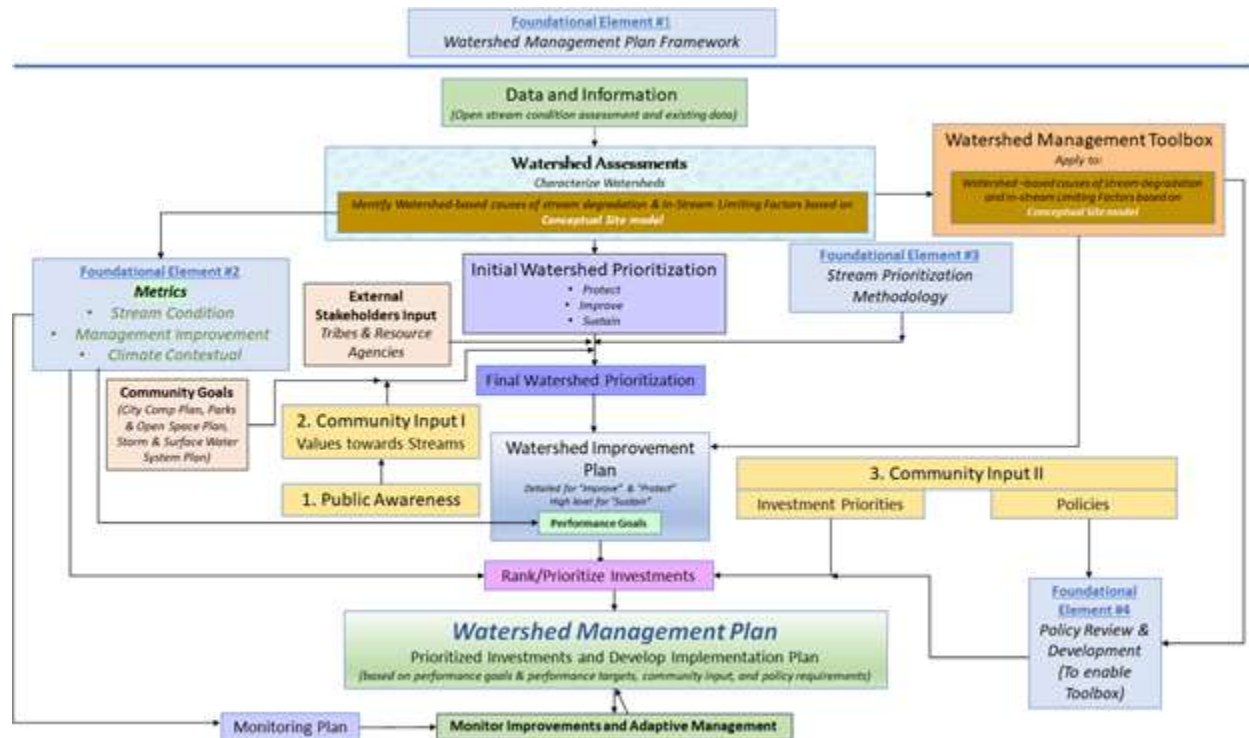 Foundational Element #1
Watershed Management Plan Framework
Data and Information
(Open stream condition assessment and existing data)
Watershed Assessments
Characterize Watersheds
Identify Watershed-based causes of stream degradation & In-Stream Limiting Factors based on
Conceptual Site model
Watershed Management Toolbox
Apply to:
Watershed -based causes of stream degradation
and In-stream Limiting Factors based on
Conceptual Site model
Foundational Element #2
Metrics
• Stream Condition
• Management Improvement
• Climate Contextual
External
Stakeholders Input
Tribes & Resource
Agencies
Initial Watershed Prioritization
• Protect
• Improve
• Sustain
Foundational Element #3
Stream Prioritization
Methodology
Final Watershed Prioritization
Community Goals
(City Comp Plan, Parks
& Open Space Plan,
Storm & Surface Water
System Plan)
2. Community Input I
Values towards Streams
1. Public Awareness
Watershed Improvement
Plan
Detailed for "Improve" & "Protect"
High level for "Sustain"
Performance Goals
3. Community Input II
Investment Priorities
Policies
Rank/Prioritize Investments
Foundational
Element #4
Policy Review &
Development
(To enable
Toolbox)
Watershed Management Plan
Prioritized Investments and Develop Implementation Plan
(based on performance goals & performance targets, community input, and policy requirements)
Monitoring Plan
Monitor Improvements and Adaptive Management